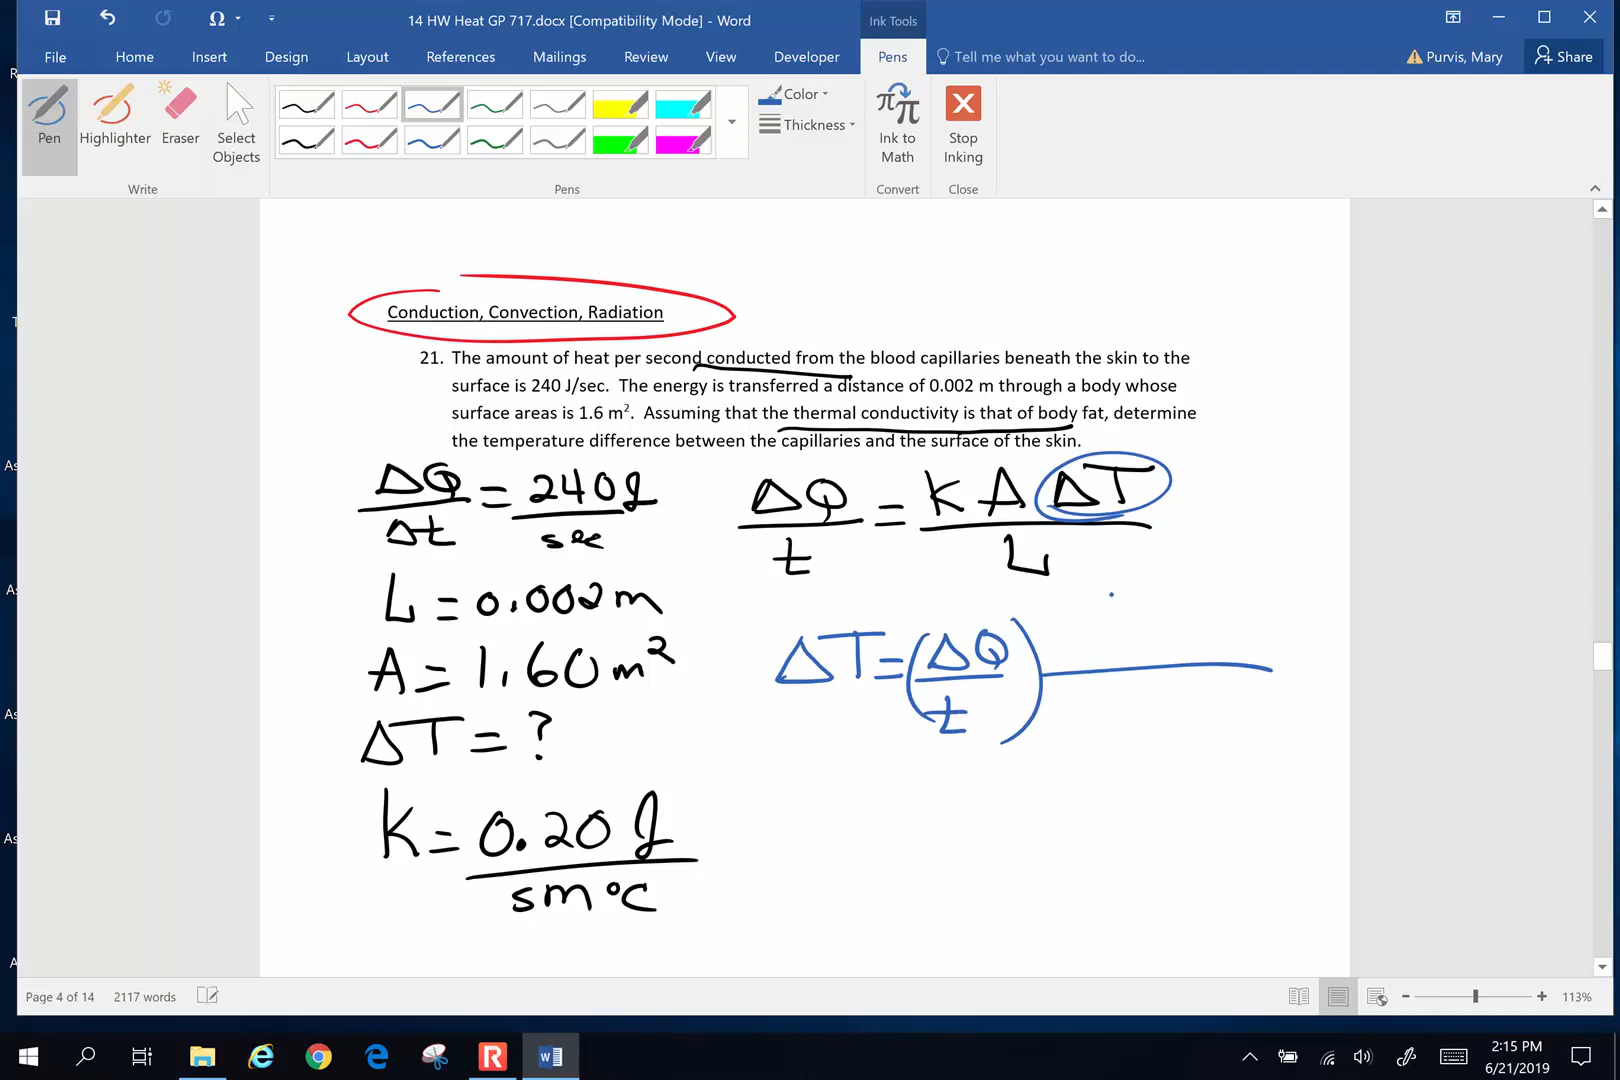 14 HW Heat GP 717.docx [Compatibility Mode] - Word
Ink Tools
File
Home
Insert
Design
Layout
References
Mailings
Review
View
Developer
Pens
Tell me what you want to do...
Purvis, Mary
Share
Pen
Highlighter
Eraser
Select Objects
Color
Thickness
Ink to Math
Stop Inking
Write
Pens
Convert
Close
Conduction, Convection, Radiation
21. The amount of heat per second conducted from the blood capillaries beneath the skin to the
surface is 240 J/sec. The energy is transferred a distance of 0.002 m through a body whose
surface areas is 1.6 m². Assuming that the thermal conductivity is that of body fat, determine
the temperature difference between the capillaries and the surface of the skin.
ΔQ/Δt = 240 J/sec
ΔQ/t = K A ΔT/L
L = 0.002 m
A = 1.60 m²
ΔT = (ΔQ/t)
ΔT = ?
K = 0.20 J/sm°C
Page 4 of 14
2117 words
113%
2:15 PM
6/21/2019